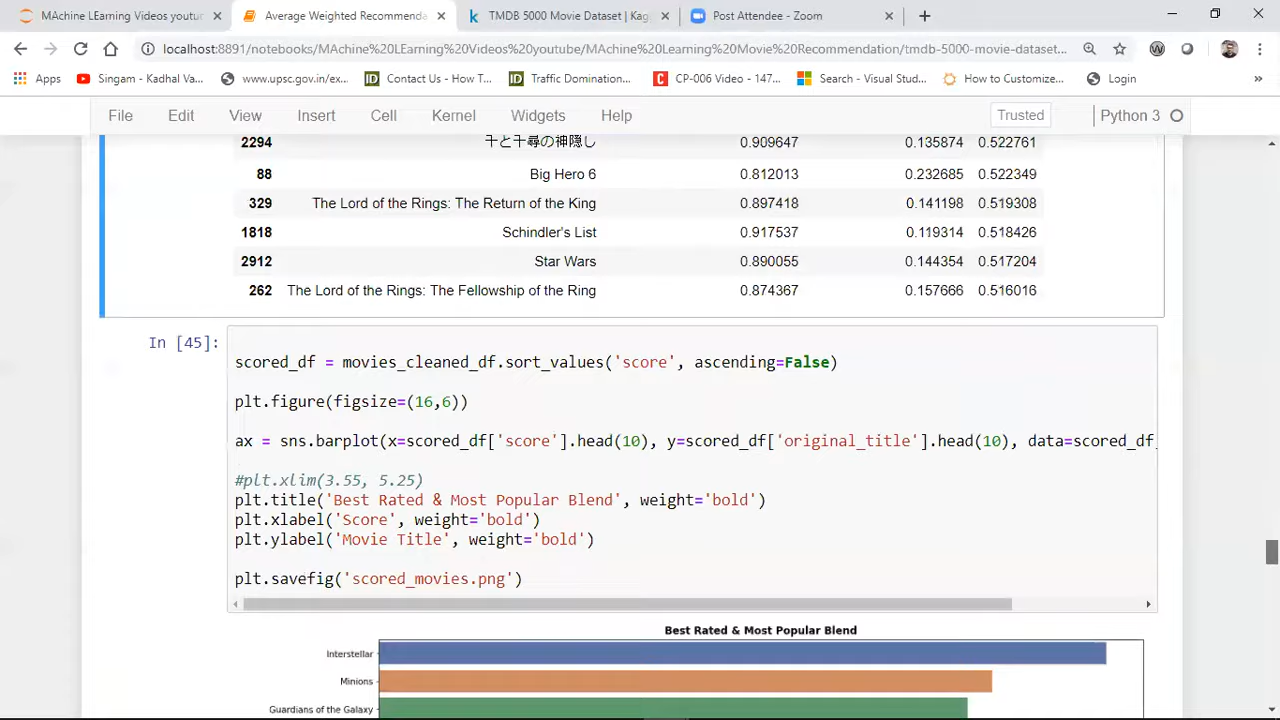 MAchine LEarning Videos youtur
Average Weighted Recommenda
TMDB 5000 Movie Dataset | Kag
Post Attendee - Zoom
localhost:8891/notebooks/MAchine%20LEarning%20Videos%20youtube/MAchine%20Learning%20Movie%20Recommendation/tmdb-5000-movie-dataset...
Apps
Singam - Kadhal Va...
www.upsc.gov.in/ex...
Contact Us - How T...
Traffic Domination...
CP-006 Video - 147...
Search - Visual Stud...
How to Customize...
Login
File Edit View Insert Cell Kernel Widgets Help Trusted Python 3
2294 千と千尋の神隠し 0.909647 0.135874 0.522761
88 Big Hero 6 0.812013 0.232685 0.522349
329 The Lord of the Rings: The Return of the King 0.897418 0.141198 0.519308
1818 Schindler's List 0.917537 0.119314 0.518426
2912 Star Wars 0.890055 0.144354 0.517204
262 The Lord of the Rings: The Fellowship of the Ring 0.874367 0.157666 0.516016
In [45]:
scored_df = movies_cleaned_df.sort_values('score', ascending=False)
plt.figure(figsize=(16,6))
ax = sns.barplot(x=scored_df['score'].head(10), y=scored_df['original_title'].head(10), data=scored_df
#plt.xlim(3.55, 5.25)
plt.title('Best Rated & Most Popular Blend', weight='bold')
plt.xlabel('Score', weight='bold')
plt.ylabel('Movie Title', weight='bold')
plt.savefig('scored_movies.png')
Best Rated & Most Popular Blend
Interstellar
Minions
Guardians of the Galaxy